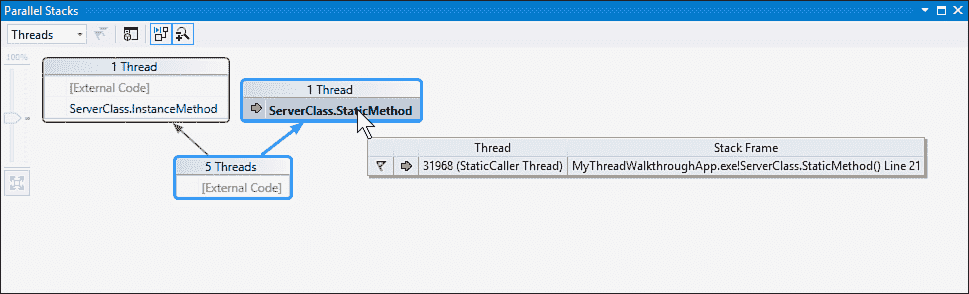 Parallel Stacks
Threads
100%
1 Thread
[External Code]
ServerClass.InstanceMethod
1 Thread
ServerClass.StaticMethod
5 Threads
[External Code]
Thread Stack Frame
31968 (StaticCaller Thread) MyThreadWalkthroughApp.exe!ServerClass.StaticMethod() Line 21